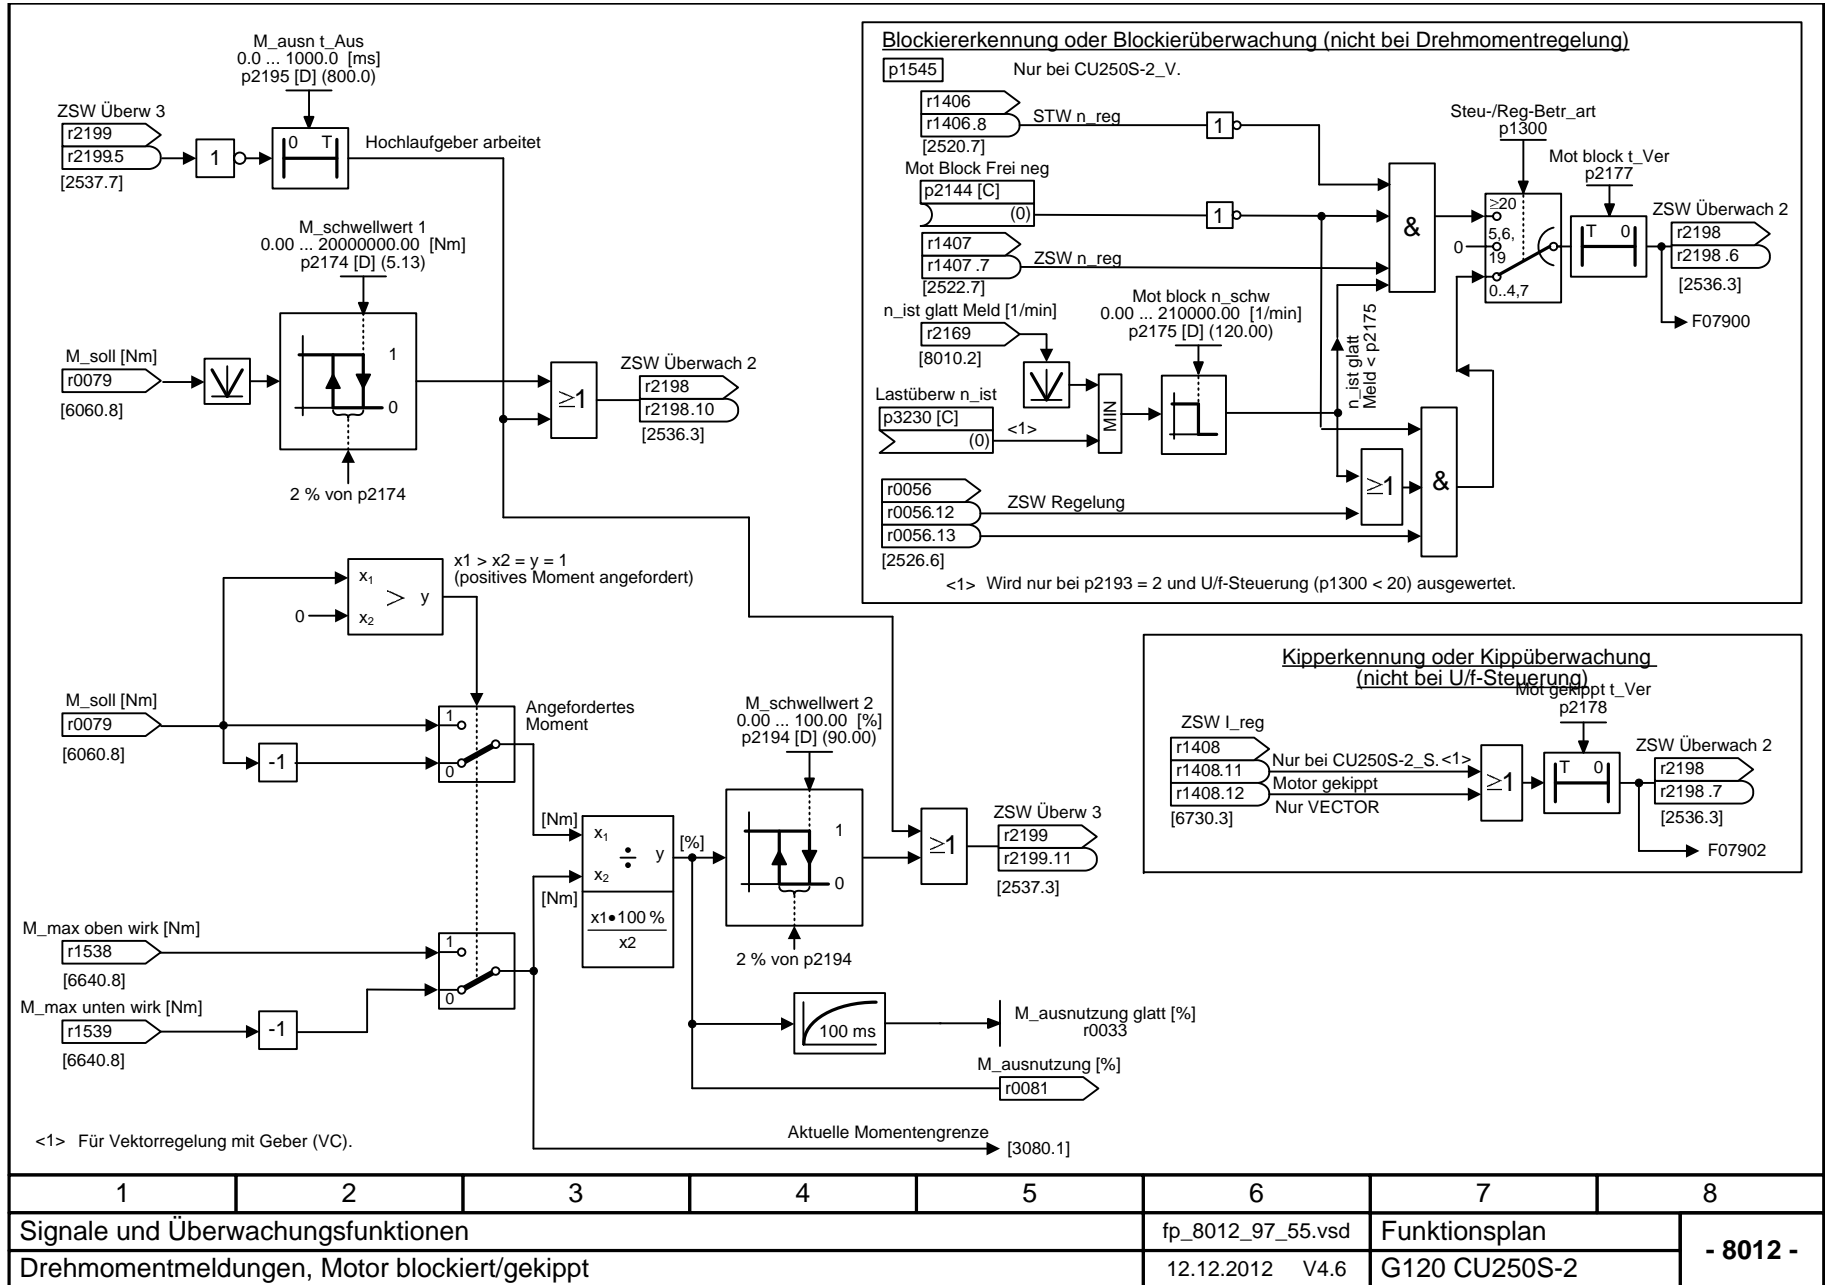 M_ausn t_Aus
0.0 ... 1000.0 [ms]
p2195 [D] (800.0)
ZSW Überw 3
r2199
r2199.5
[2537.7]
1
0 T
Hochlaufgeber arbeitet
M_schwellwert 1
0.00 ... 20000000.00 [Nm]
p2174 [D] (5.13)
M_soll [Nm]
r0079
[6060.8]
1
0
2 % von p2174
≥1
ZSW Überwach 2
r2198
r2198.10
[2536.3]
x1 > x2 = y = 1
(positives Moment angefordert)
x1
> y
0
x2
M_soll [Nm]
r0079
[6060.8]
-1
1
0
Angefordertes
Moment
M_schwellwert 2
0.00 ... 100.00 [%]
p2194 [D] (90.00)
[Nm]
x1
÷ y
x2
[Nm]
x1•100 %
x2
[%]
1
0
2 % von p2194
≥1
ZSW Überw 3
r2199
r2199.11
[2537.3]
M_max oben wirk [Nm]
r1538
[6640.8]
M_max unten wirk [Nm]
r1539
[6640.8]
-1
1
0
100 ms
M_ausnutzung glatt [%]
r0033
M_ausnutzung [%]
r0081
Aktuelle Momentengrenze
[3080.1]
<1> Für Vektorregelung mit Geber (VC).
Blockiererkennung oder Blockierüberwachung (nicht bei Drehmomentregelung)
p1545
Nur bei CU250S-2_V.
r1406
r1406.8
STW n_reg
[2520.7]
1
Mot Block Frei neg
p2144 [C]
(0)
1
r1407
r1407 .7
ZSW n_reg
[2522.7]
n_ist glatt Meld [1/min]
r2169
[8010.2]
Mot block n_schw
0.00 ... 210000.00 [1/min]
p2175 [D] (120.00)
Lastüberw n_ist
p3230 [C]
(0)
<1>
MIN
n_ist glatt
Meld < p2175
&
Steu-/Reg-Betr_art
p1300
≥20
0
5,6,
19
0..4,7
Mot block t_Ver
p2177
T 0
ZSW Überwach 2
r2198
r2198 .6
[2536.3]
F07900
r0056
r0056.12
r0056.13
ZSW Regelung
[2526.6]
≥1
&
<1> Wird nur bei p2193 = 2 und U/f-Steuerung (p1300 < 20) ausgewertet.
Kipperkennung oder Kippüberwachung
(nicht bei U/f-Steuerung)
Mot gekippt t_Ver
p2178
ZSW I_reg
r1408
r1408.11
r1408.12
[6730.3]
Nur bei CU250S-2_S.<1>
Motor gekippt
Nur VECTOR
≥1
T 0
ZSW Überwach 2
r2198
r2198 .7
[2536.3]
F07902
1 2 3 4 5 6 7 8
Signale und Überwachungsfunktionen
fp_8012_97_55.vsd
Funktionsplan
- 8012 -
Drehmomentmeldungen, Motor blockiert/gekippt
12.12.2012 V4.6
G120 CU250S-2